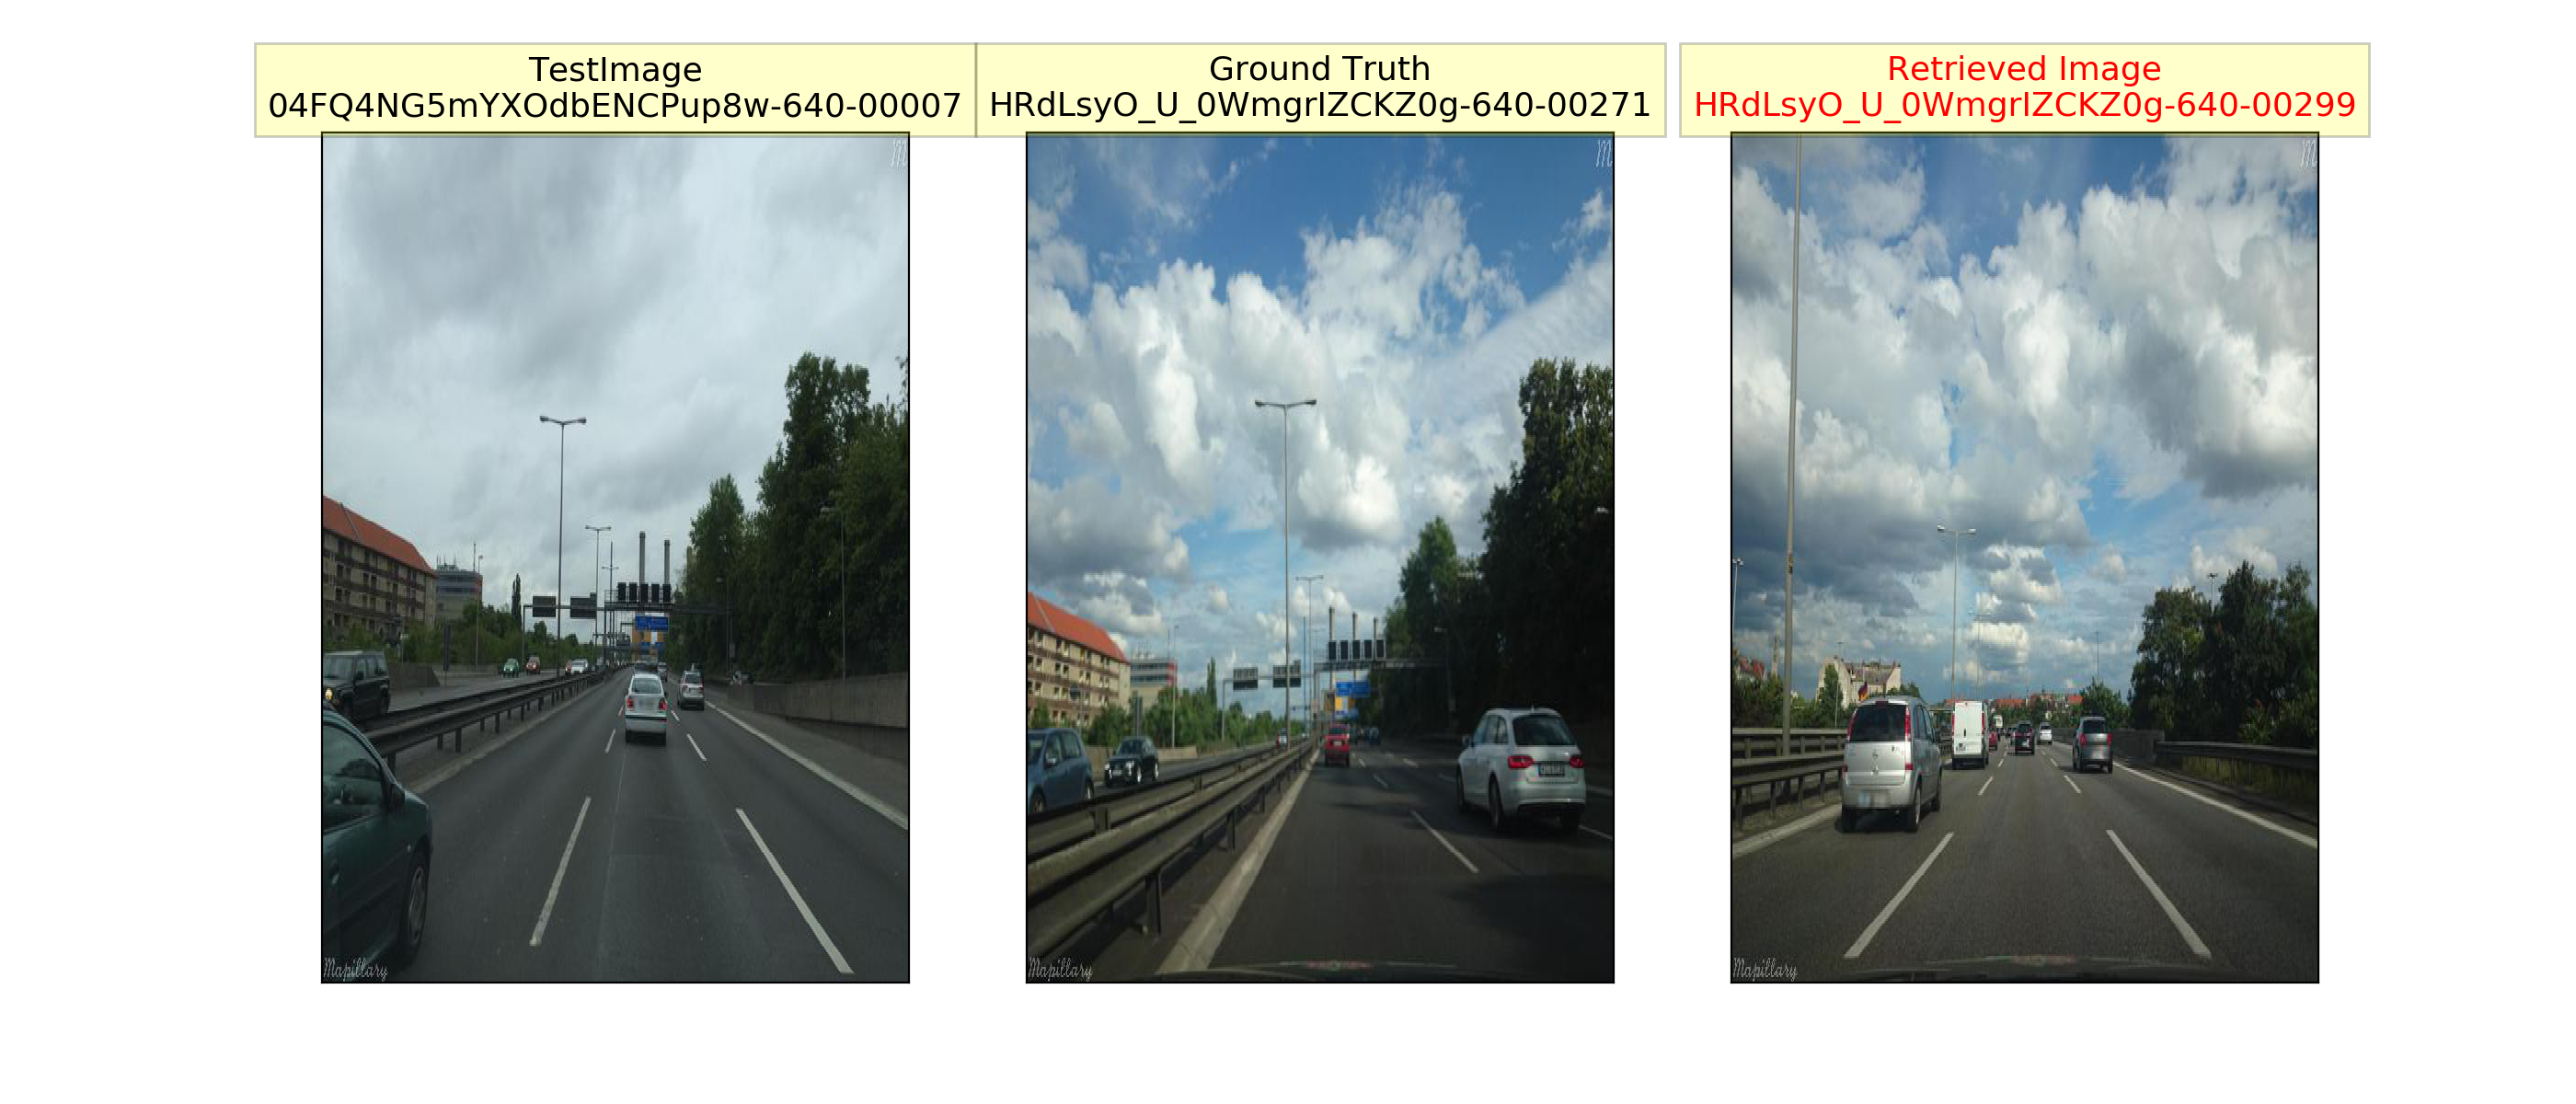 TestImage
04FQ4NG5mYXOdbENCPup8w-640-00007
Ground Truth
HRdLsyO_U_0WmgrIZCKZ0g-640-00271
Retrieved Image
HRdLsyO_U_0WmgrIZCKZ0g-640-00299
M
M
M
Mapillary
Mapillary
Mapillary